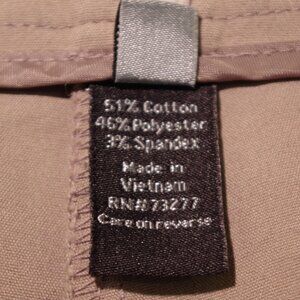 51% Cotton
46% Polyester
3% Spandex
Made in
Vietnam
RN# 73277
Care on reverse